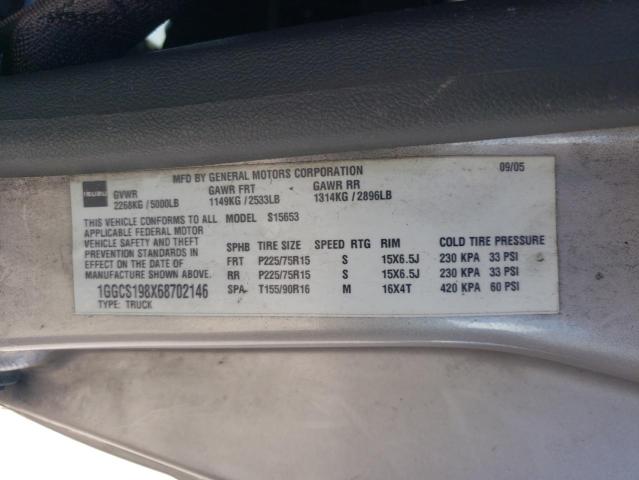 MFD BY GENERAL MOTORS CORPORATION 09/05
ISUZU GVWR GAWR FRT GAWR RR
2268KG / 5000LB 1149KG / 2533LB 1314KG / 2896LB
THIS VEHICLE CONFORMS TO ALL MODEL S15653
APPLICABLE FEDERAL MOTOR
VEHICLE SAFETY AND THEFT
PREVENTION STANDARDS IN
EFFECT ON THE DATE OF
MANUFACTURE SHOWN ABOVE.
1GGCS198X68702146
TYPE: TRUCK
SPHB TIRE SIZE SPEED RTG RIM COLD TIRE PRESSURE
FRT P225/75R15 S 15X6.5J 230 KPA 33 PSI
RR P225/75R15 S 15X6.5J 230 KPA 33 PSI
SPA T155/90R16 M 16X4T 420 KPA 60 PSI